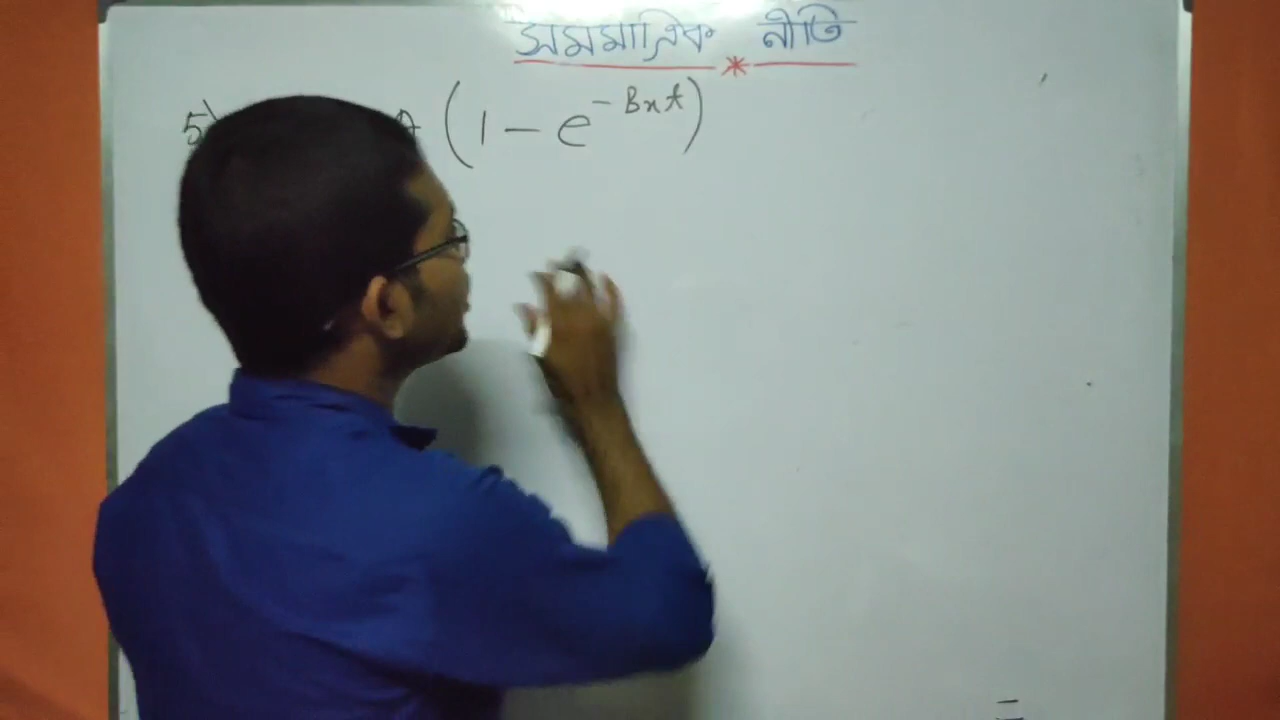 সমমাত্রিক * নীতি
5) A (1 - e^{-Bxt})